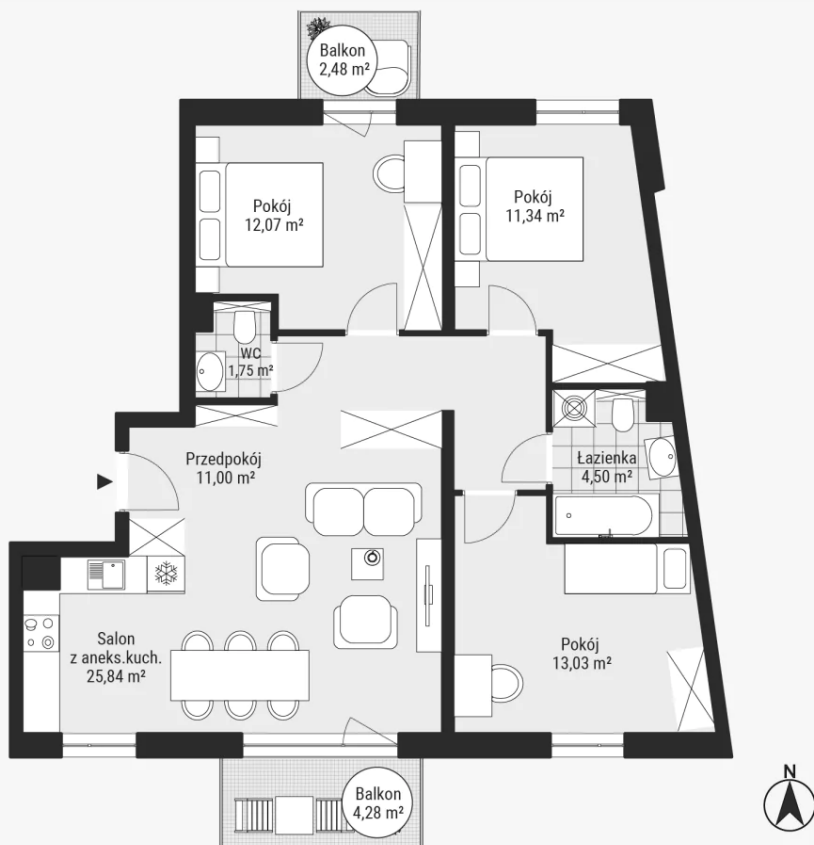 Balkon
2,48 m²
Pokój
12,07 m²
Pokój
11,34 m²
WC
1,75 m²
Przedpokój
11,00 m²
Łazienka
4,50 m²
Salon
z aneks.kuch.
25,84 m²
Pokój
13,03 m²
Balkon
4,28 m²
N